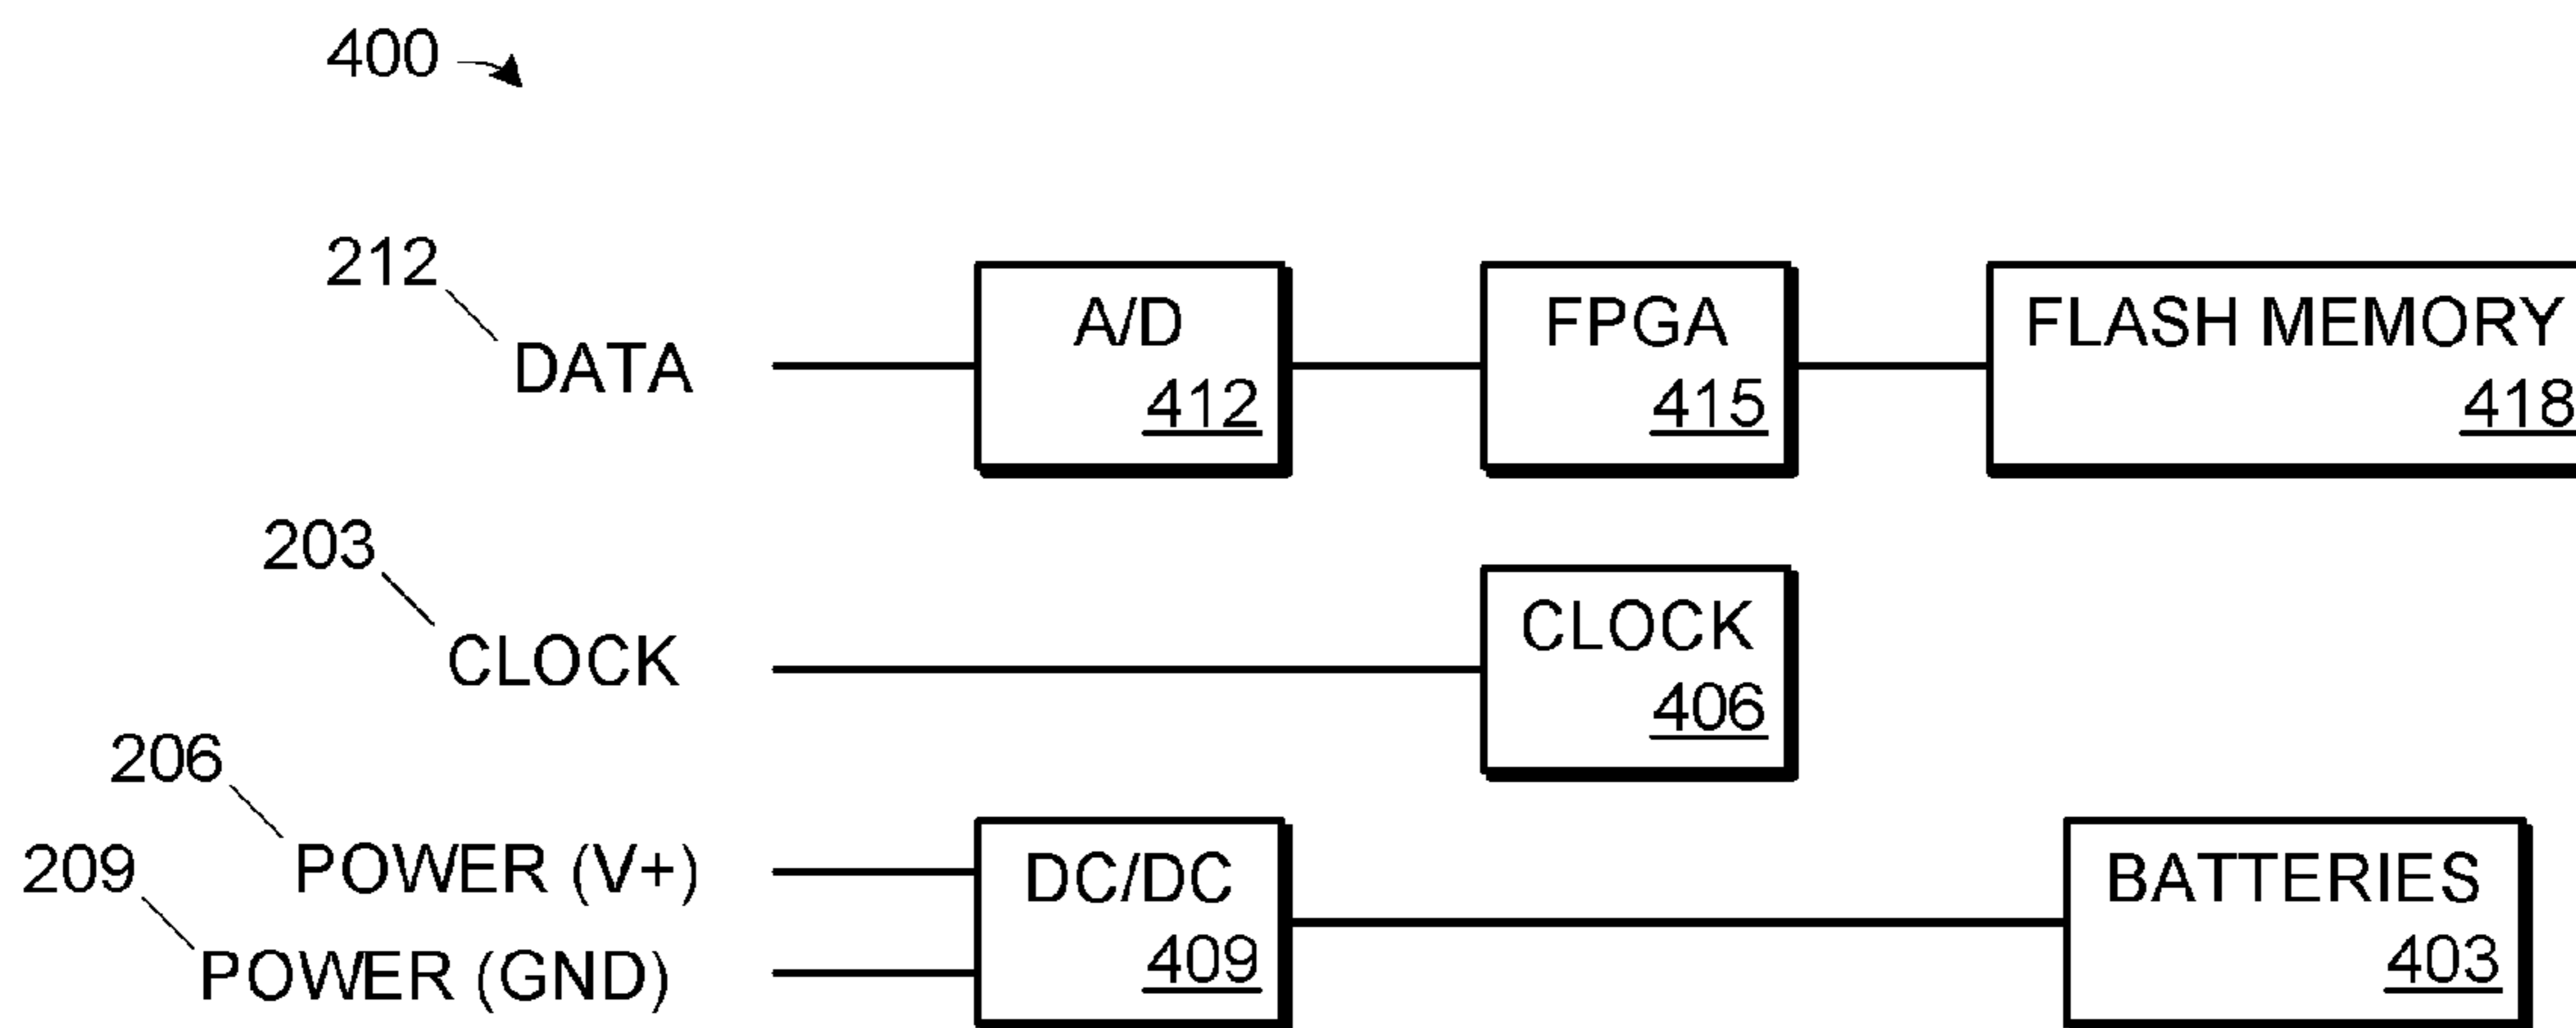 400
212
DATA
A/D
412
FPGA
415
FLASH MEMORY
418
203
CLOCK
CLOCK
406
206
POWER (V+)
209
POWER (GND)
DC/DC
409
BATTERIES
403